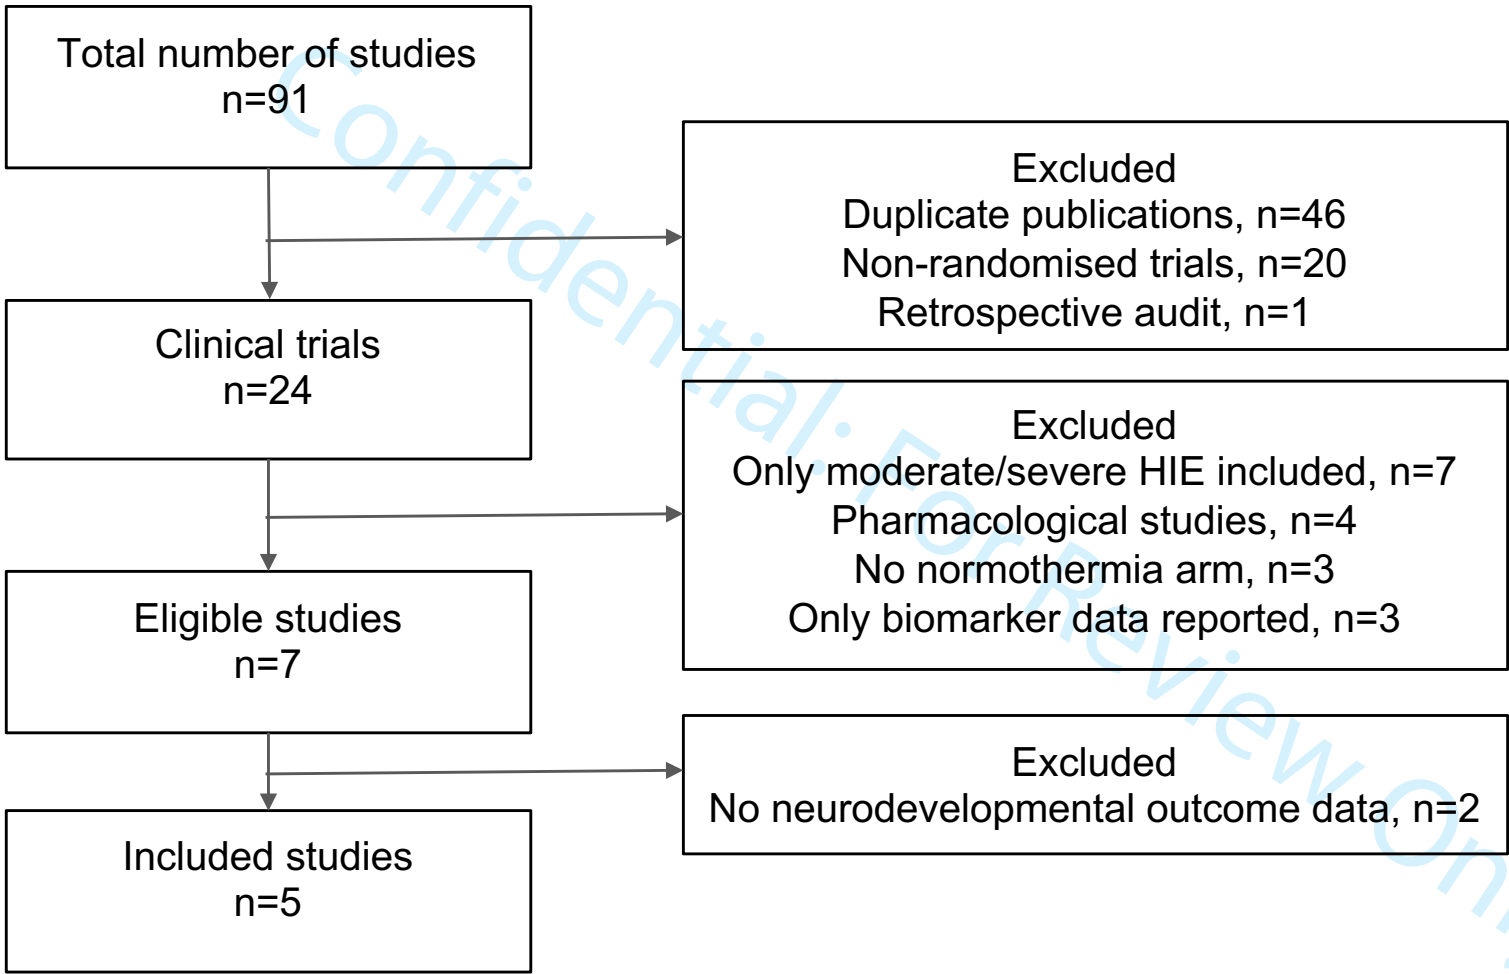 Total number of studies
n=91
Excluded
Duplicate publications, n=46
Non-randomised trials, n=20
Retrospective audit, n=1
Clinical trials
n=24
Excluded
Only moderate/severe HIE included, n=7
Pharmacological studies, n=4
No normothermia arm, n=3
Only biomarker data reported, n=3
Eligible studies
n=7
Excluded
No neurodevelopmental outcome data, n=2
Included studies
n=5
Confidential: For Review